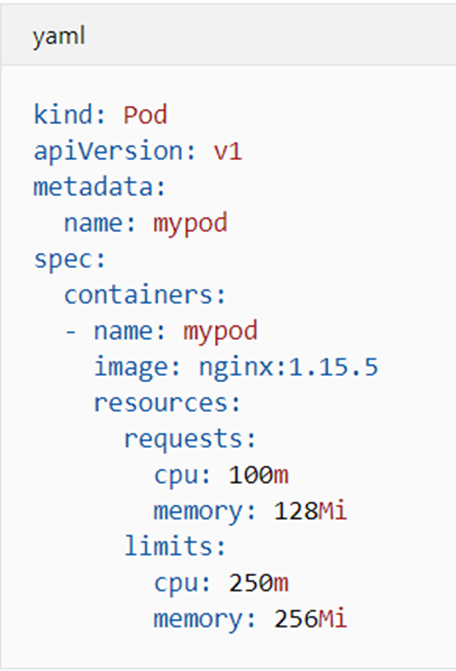 yaml
kind: Pod
apiVersion: v1
metadata:
  name: mypod
spec:
  containers:
  - name: mypod
    image: nginx:1.15.5
    resources:
      requests:
        cpu: 100m
        memory: 128Mi
      limits:
        cpu: 250m
        memory: 256Mi